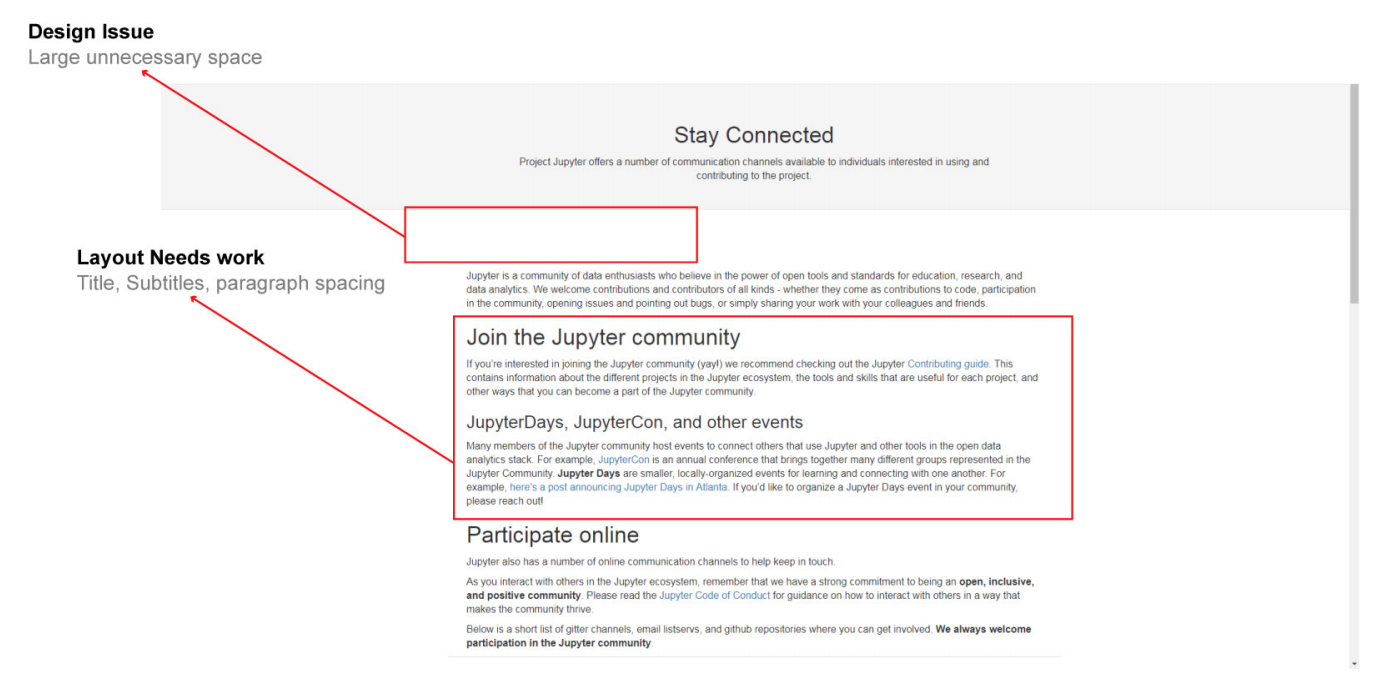 Design Issue
Large unnecessary space
Stay Connected
Project Jupyter offers a number of communication channels available to individuals interested in using and
contributing to the project.
Layout Needs work
Title, Subtitles, paragraph spacing
Jupyter is a community of data enthusiasts who believe in the power of open tools and standards for education, research, and
data analytics. We welcome contributions and contributors of all kinds - whether they come as contributions to code, participation
in the community, opening issues and pointing out bugs, or simply sharing your work with your colleagues and friends.
Join the Jupyter community
If you're interested in joining the Jupyter community (yay!) we recommend checking out the Jupyter Contributing guide. This
contains information about the different projects in the Jupyter ecosystem, the tools and skills that are useful for each project, and
other ways that you can become a part of the Jupyter community.
JupyterDays, JupyterCon, and other events
Many members of the Jupyter community host events to connect others that use Jupyter and other tools in the open data
analytics stack. For example, JupyterCon is an annual conference that brings together many different groups represented in the
Jupyter Community. Jupyter Days are smaller, locally-organized events for learning and connecting with one another. For
example, here's a post announcing Jupyter Days in Atlanta. If you'd like to organize a Jupyter Days event in your community,
please reach out!
Participate online
Jupyter also has a number of online communication channels to help keep in touch.
As you interact with others in the Jupyter ecosystem, remember that we have a strong commitment to being an open, inclusive,
and positive community. Please read the Jupyter Code of Conduct for guidance on how to interact with others in a way that
makes the community thrive.
Below is a short list of gitter channels, email listservs, and github repositories where you can get involved. We always welcome
participation in the Jupyter community.